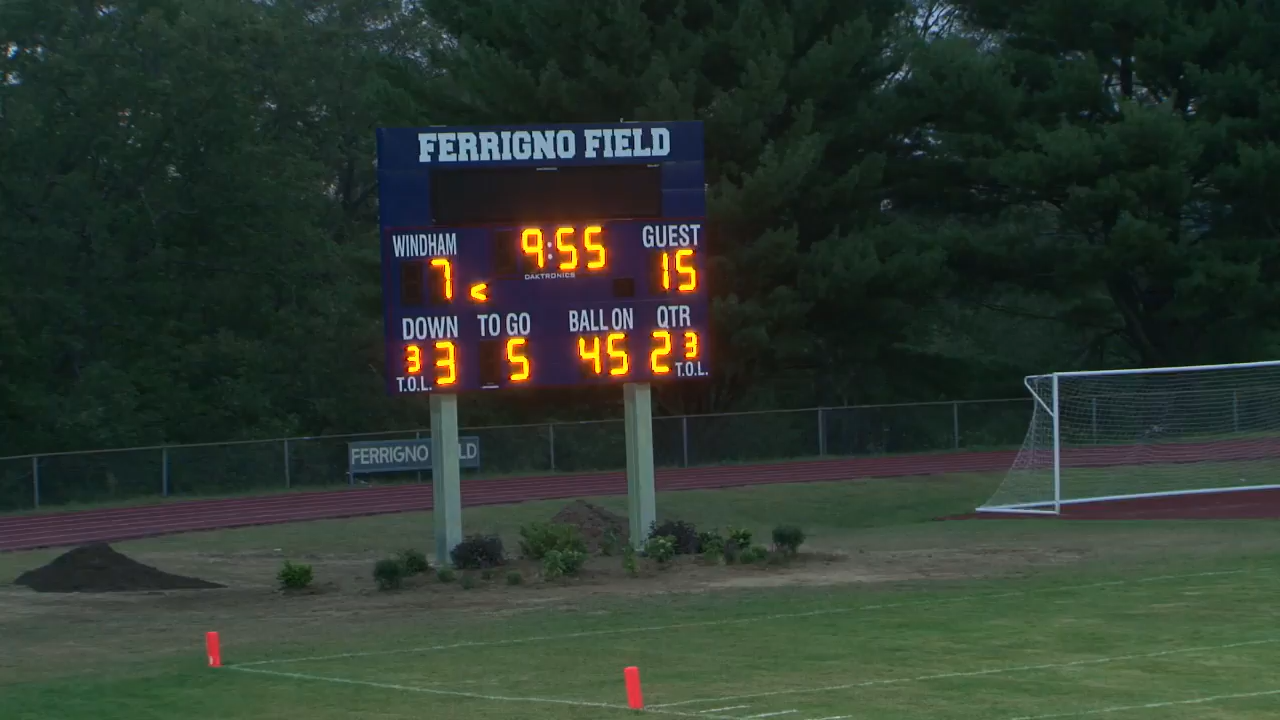 FERRIGNO FIELD
WINDHAM 9:55 GUEST
7 < DAKTRONICS 15
DOWN TO GO BALL ON QTR
3 3 5 45 2 3
T.O.L. T.O.L.
FERRIGNO LD